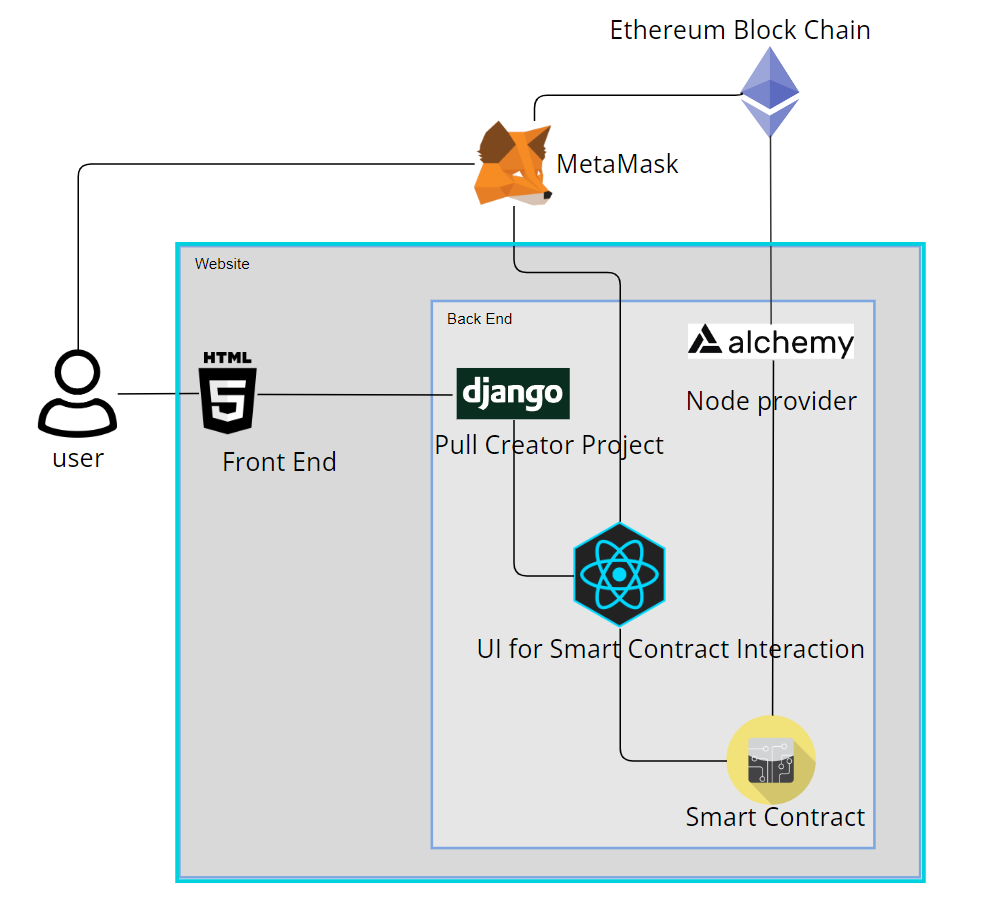 Ethereum Block Chain
MetaMask
Website
Back End
alchemy
Node provider
HTML
5
django
Pull Creator Project
user
Front End
UI for Smart Contract Interaction
Smart Contract